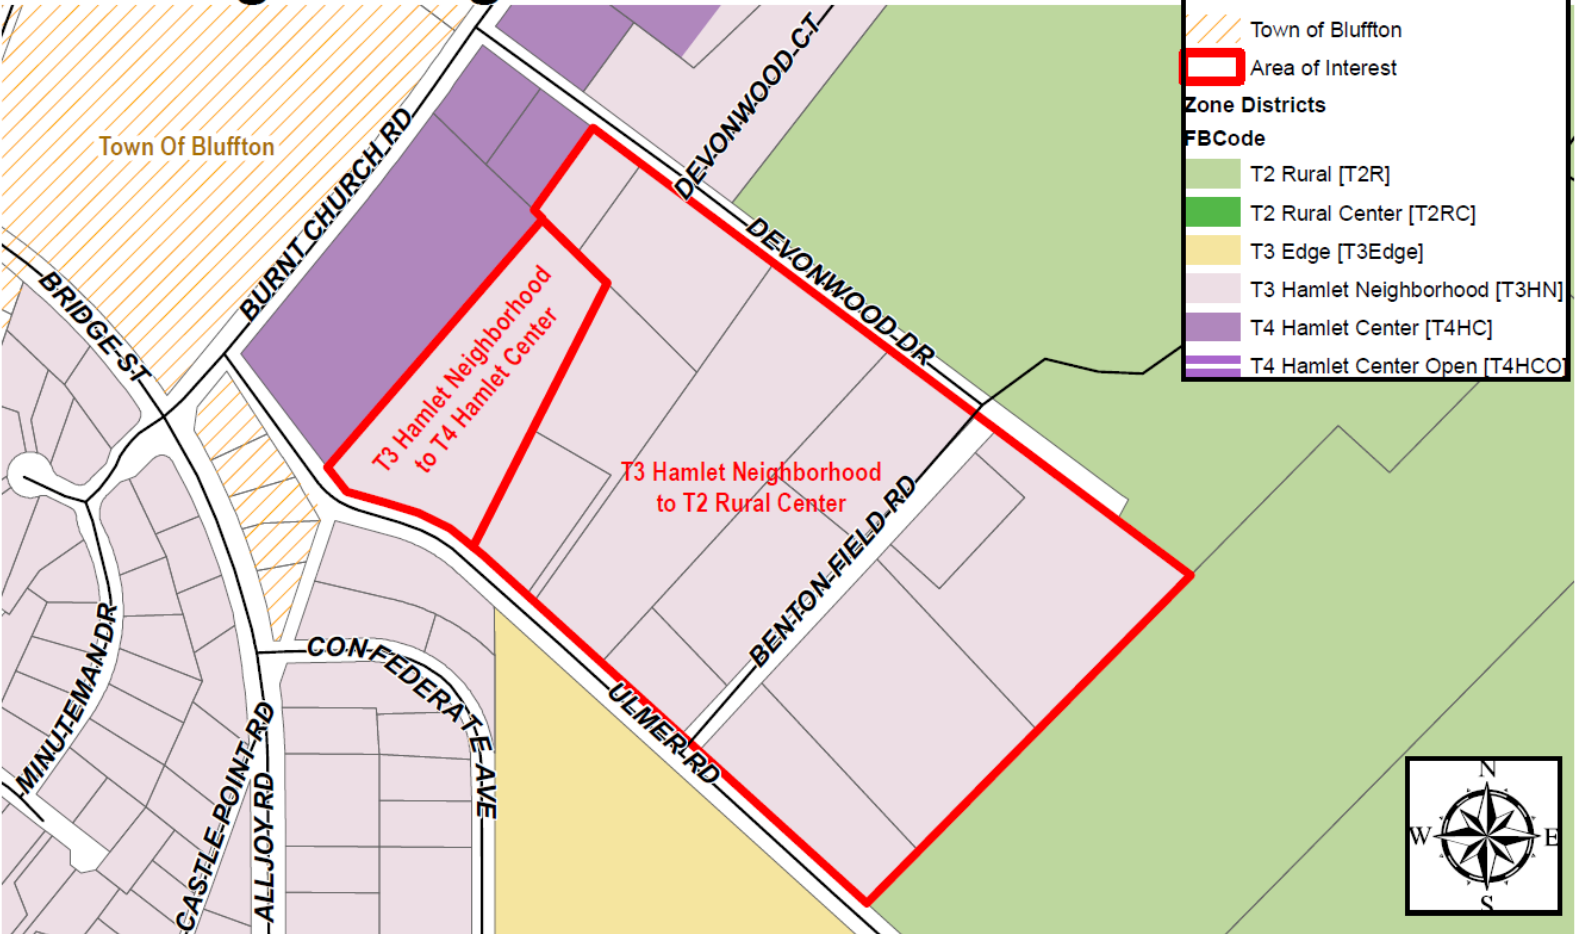 Town of Bluffton
Area of Interest
Zone Districts
FBCode
T2 Rural [T2R]
T2 Rural Center [T2RC]
T3 Edge [T3Edge]
T3 Hamlet Neighborhood [T3HN]
T4 Hamlet Center [T4HC]
T4 Hamlet Center Open [T4HCO]
Town Of Bluffton
BURNT CHURCH RD
DEVONWOOD CT
DEVONWOOD DR
BRIDGE ST
T3 Hamlet Neighborhood
to T4 Hamlet Center
T3 Hamlet Neighborhood
to T2 Rural Center
BENTON FIELD RD
MINUTEMAN DR
CONFEDERATE AVE
ULMER RD
CASTLE POINT RD
ALLJOY RD
N
W
E
S